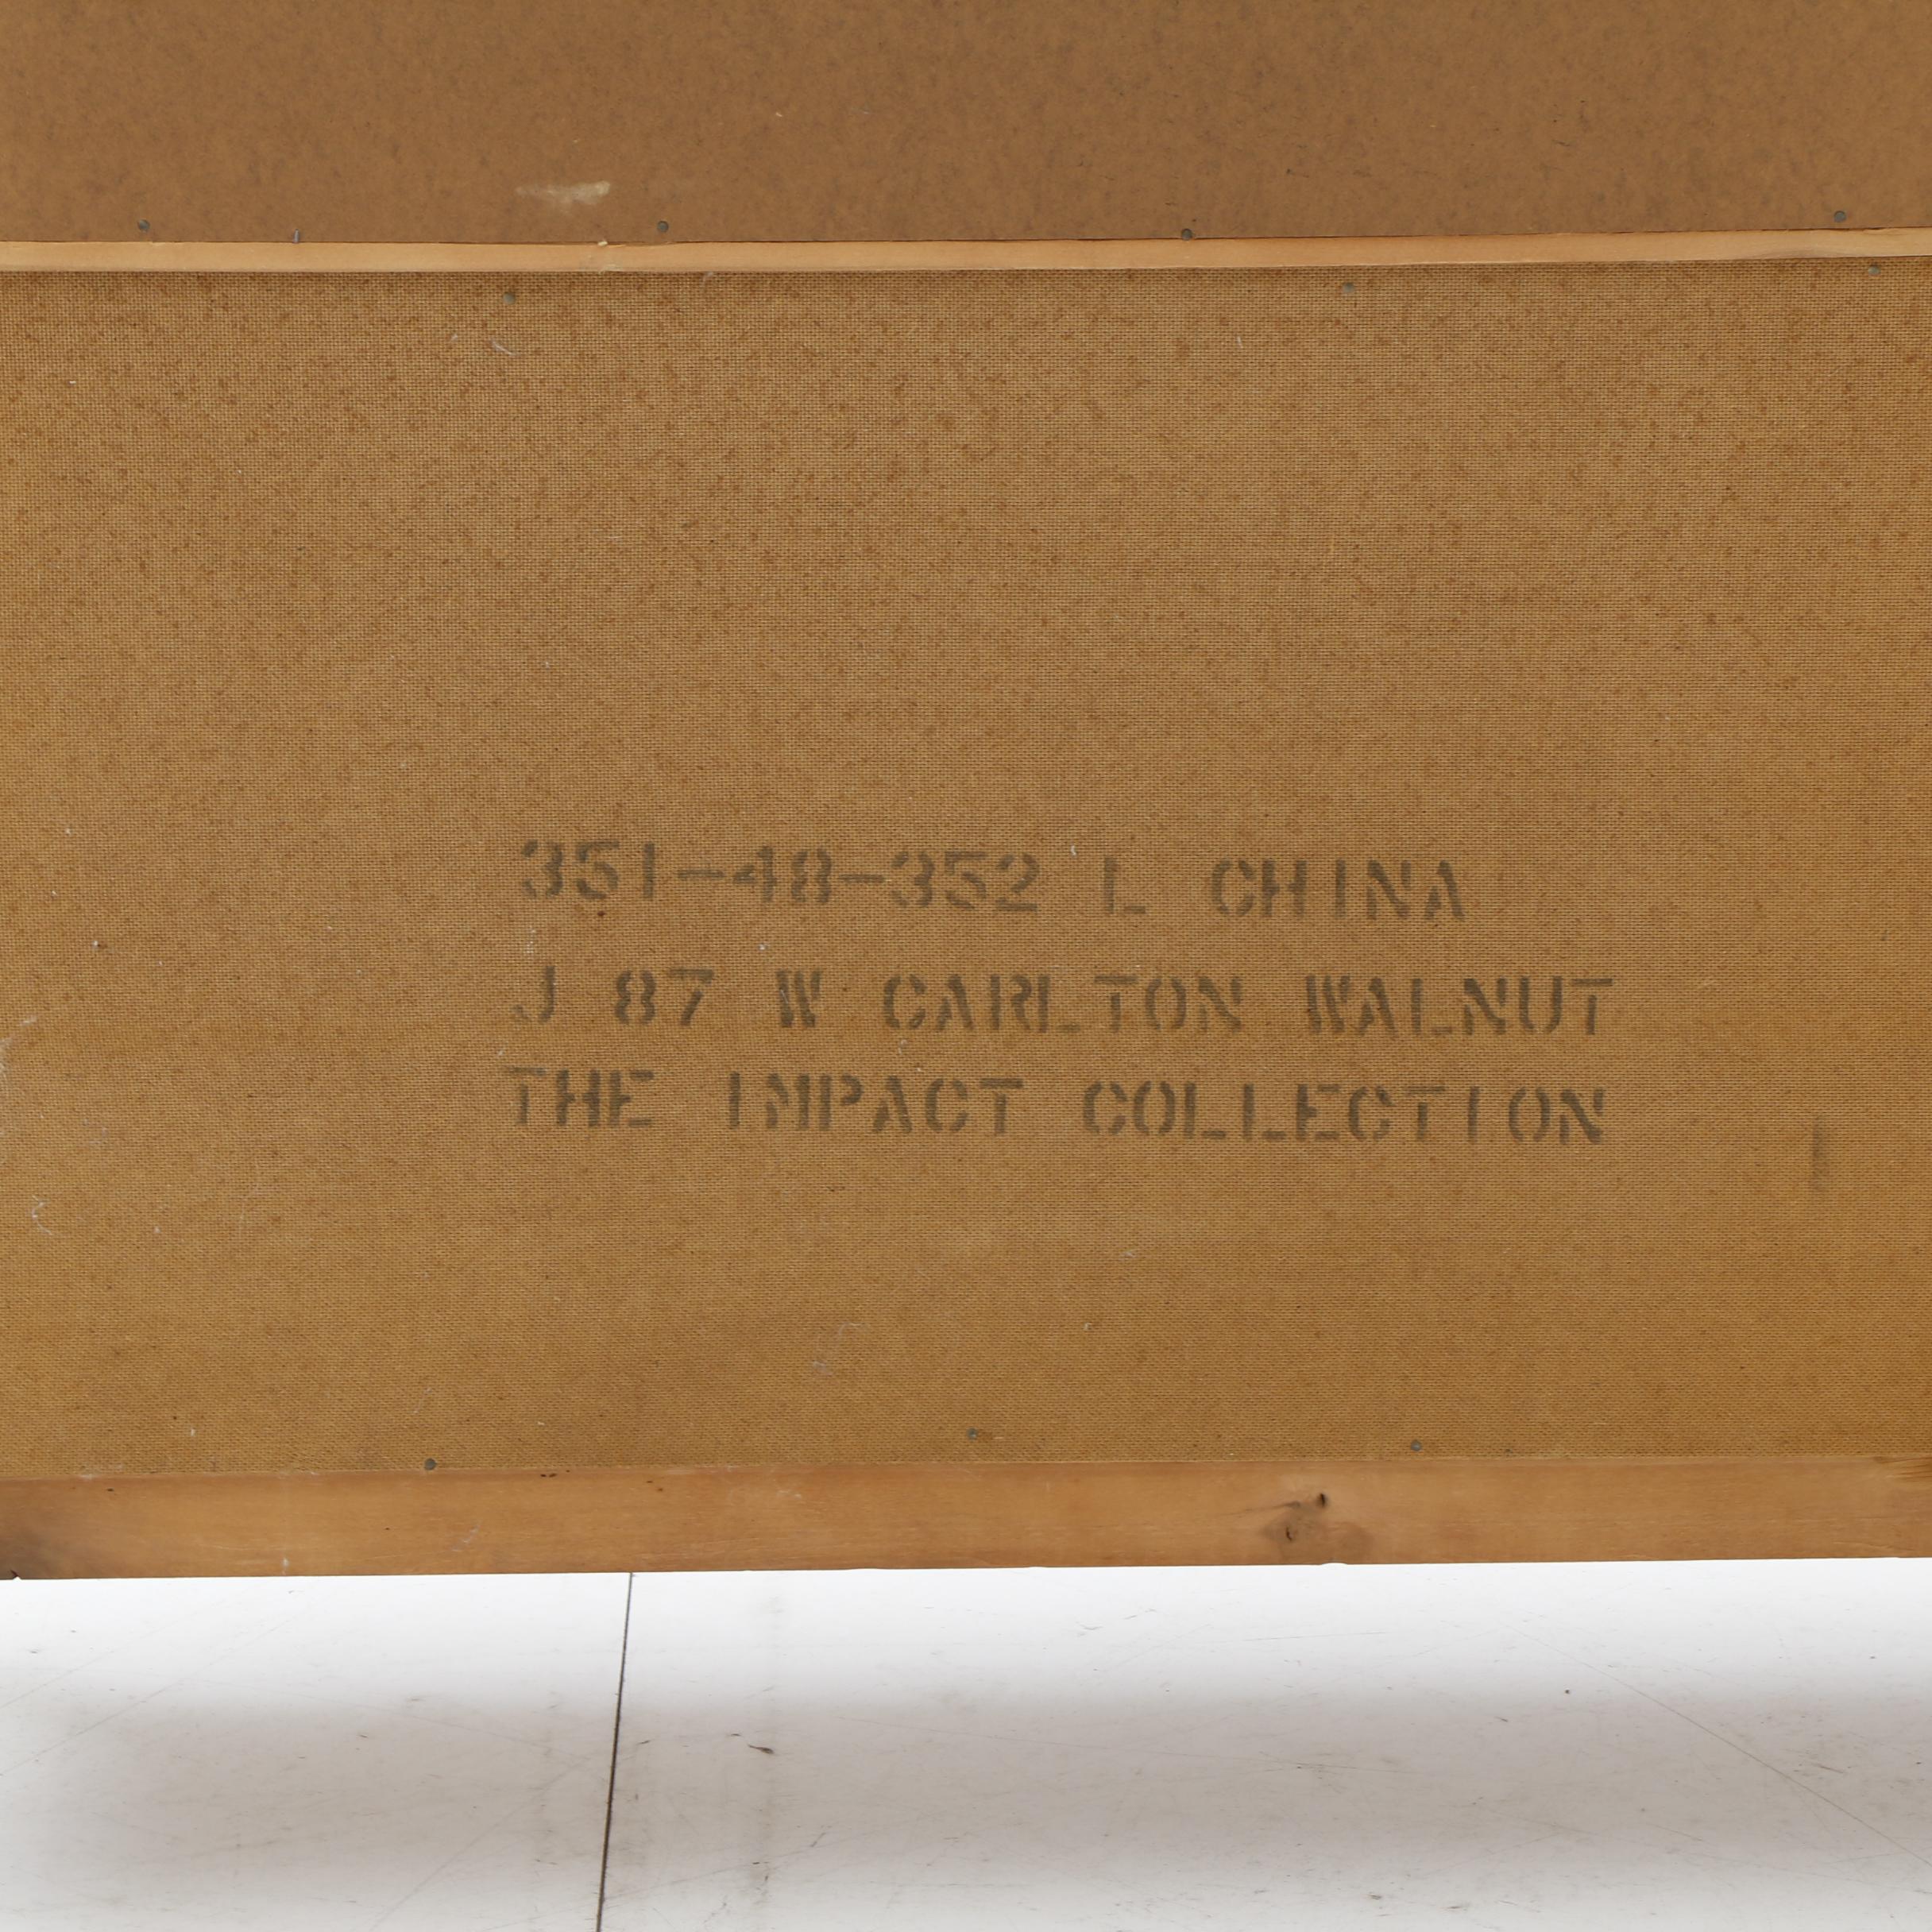 351-48-352 L CHINA
J 87 W CARLTON WALNUT
THE IMPACT COLLECTION